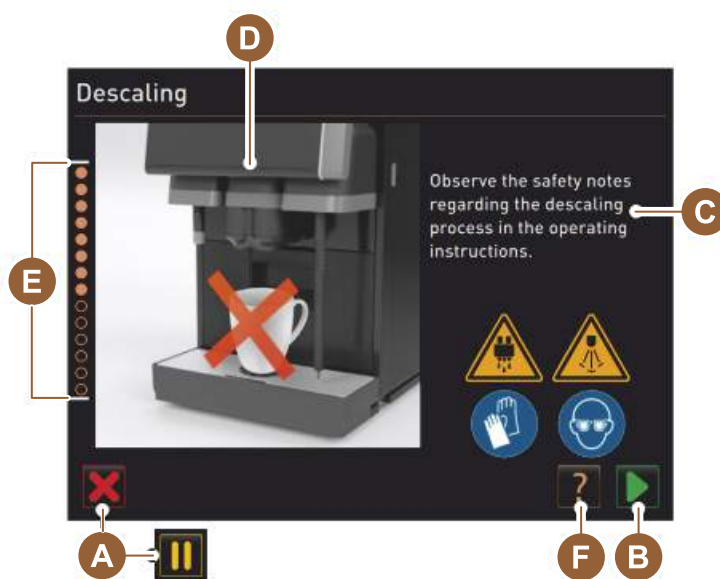 D
Descaling
E
Observe the safety notes
regarding the descaling
process in the operating
instructions.
C
?
A
F
B